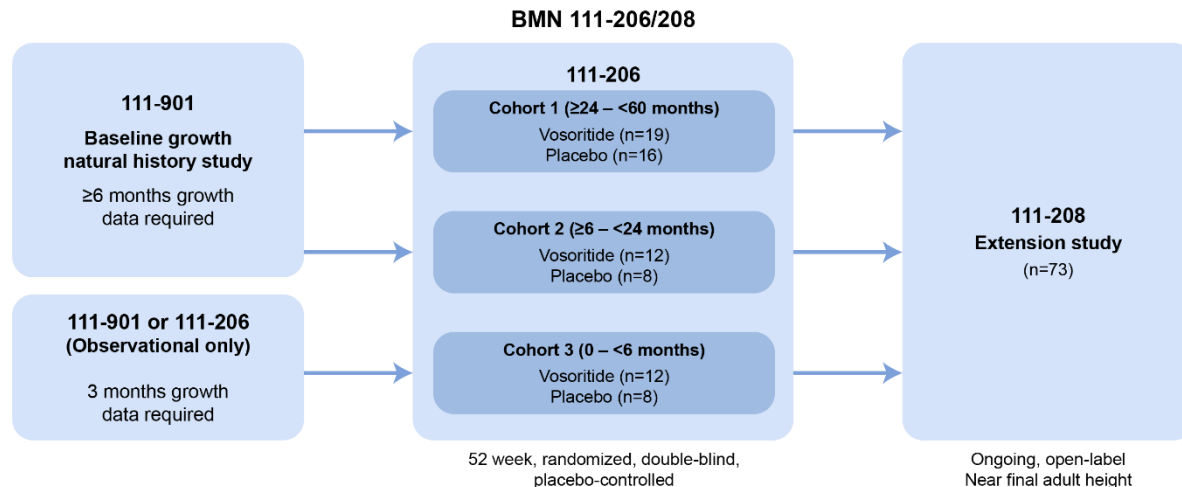 BMN 111-206/208
111-901
Baseline growth
natural history study
≥6 months growth
data required
111-901 or 111-206
(Observational only)
3 months growth
data required
111-206
Cohort 1 (≥24 – <60 months)
Vosoritide (n=19)
Placebo (n=16)
Cohort 2 (≥6 – <24 months)
Vosoritide (n=12)
Placebo (n=8)
Cohort 3 (0 – <6 months)
Vosoritide (n=12)
Placebo (n=8)
52 week, randomized, double-blind,
placebo-controlled
111-208
Extension study
(n=73)
Ongoing, open-label
Near final adult height